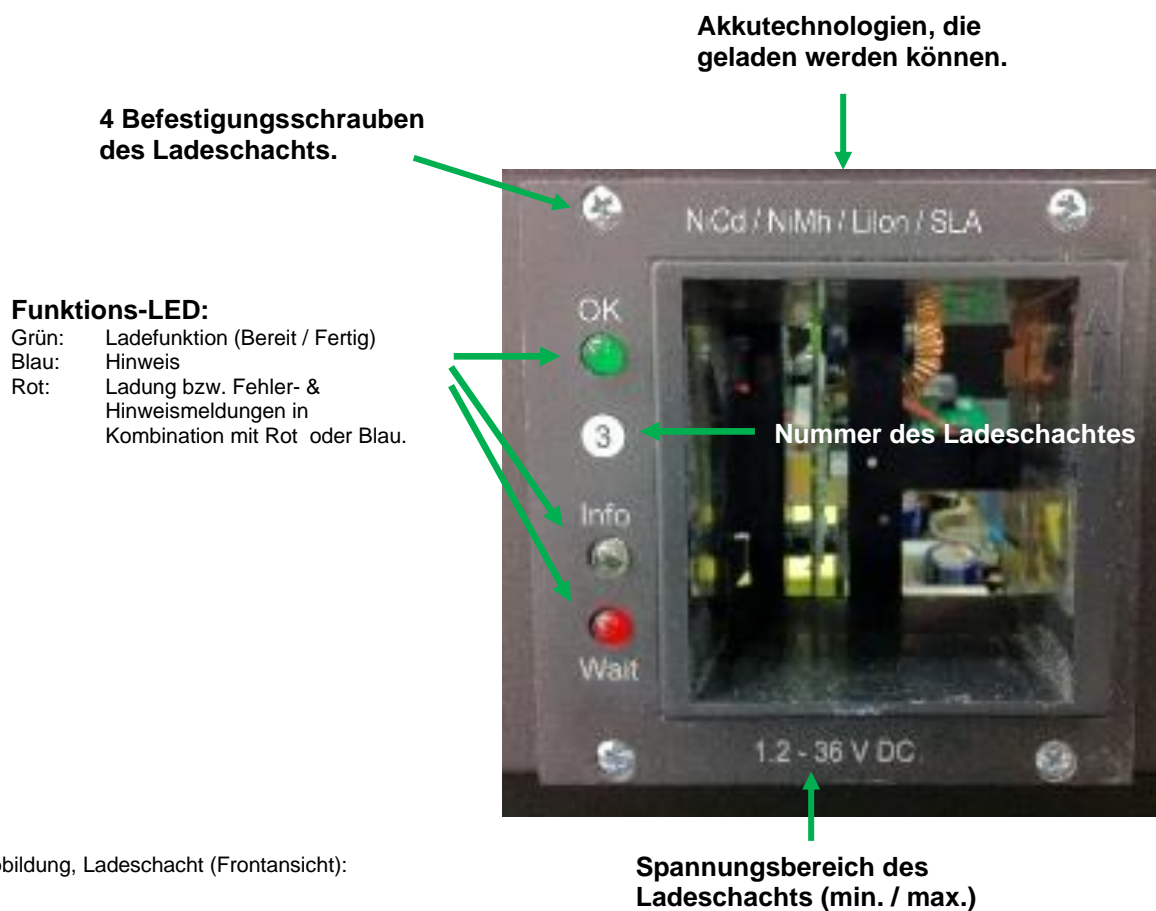 Akkutechnologien, die
geladen werden können.
4 Befestigungsschrauben
des Ladeschachts.
NiCd / NiMh / LiIon / SLA
Funktions-LED:
Grün: Ladefunktion (Bereit / Fertig)
Blau: Hinweis
Rot: Ladung bzw. Fehler- &
Hinweismeldungen in
Kombination mit Rot oder Blau.
OK
3
Nummer des Ladeschachtes
Info
Wait
1.2 - 36 V DC
bildung, Ladeschacht (Frontansicht):
Spannungsbereich des
Ladeschachts (min. / max.)